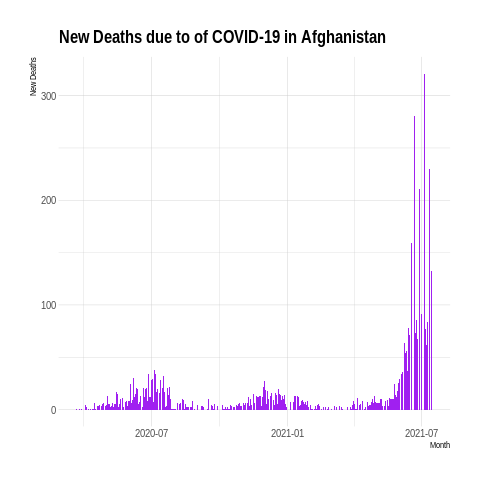 New Deaths due to of COVID-19 in Afghanistan
New Deaths
300
200
100
0
2020-07
2021-01
2021-07
Month